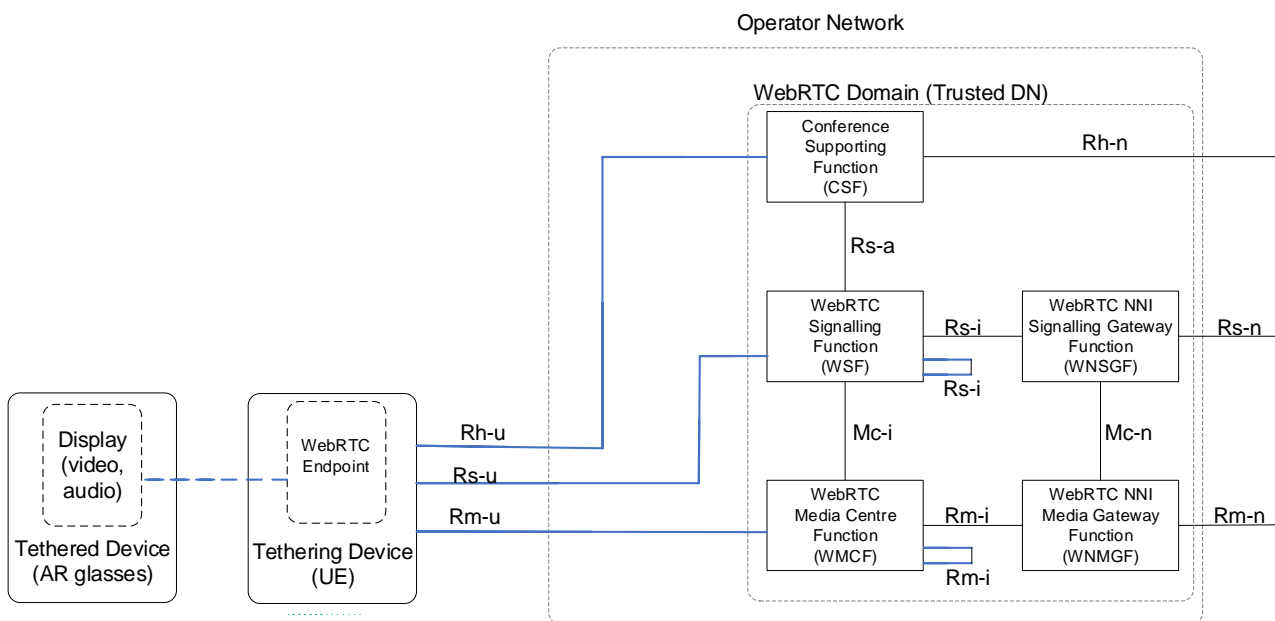 Operator Network
WebRTC Domain (Trusted DN)
Conference
Supporting
Function
(CSF)
Rh-n
Rs-a
WebRTC
Signalling
Function
(WSF)
Rs-i
Rs-i
WebRTC NNI
Signalling Gateway
Function
(WNSGF)
Rs-n
Display
(video,
audio)
Tethered Device
(AR glasses)
WebRTC
Endpoint
Tethering Device
(UE)
Rh-u
Rs-u
Rm-u
Mc-i
Mc-n
WebRTC
Media Centre
Function
(WMCF)
Rm-i
Rm-i
WebRTC NNI
Media Gateway
Function
(WNMGF)
Rm-n